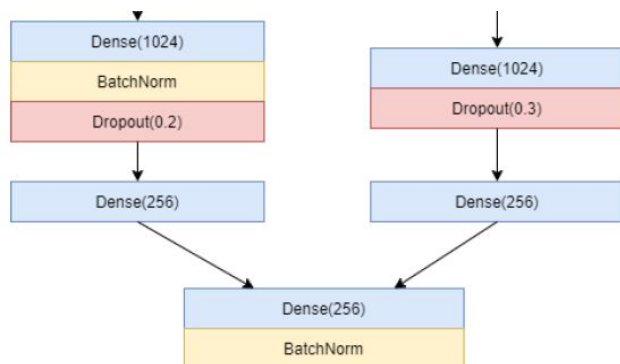 Dense(1024)
BatchNorm
Dropout(0.2)
Dense(256)
Dense(1024)
Dropout(0.3)
Dense(256)
Dense(256)
BatchNorm